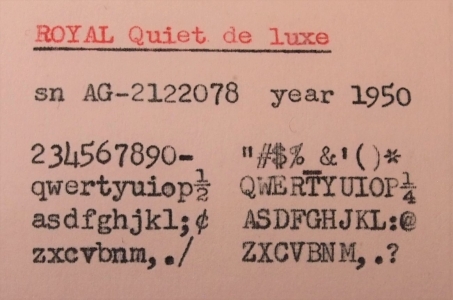 ROYAL Quiet de luxe
sn AG-2122078 year 1950
234567890- "#$%_&'()*
qwertyuiop½ QWERTYUIOP¼
asdfghjkl;¢ ASDFGHJKL:@
zxcvbnm,./ ZXCVBNM,.?